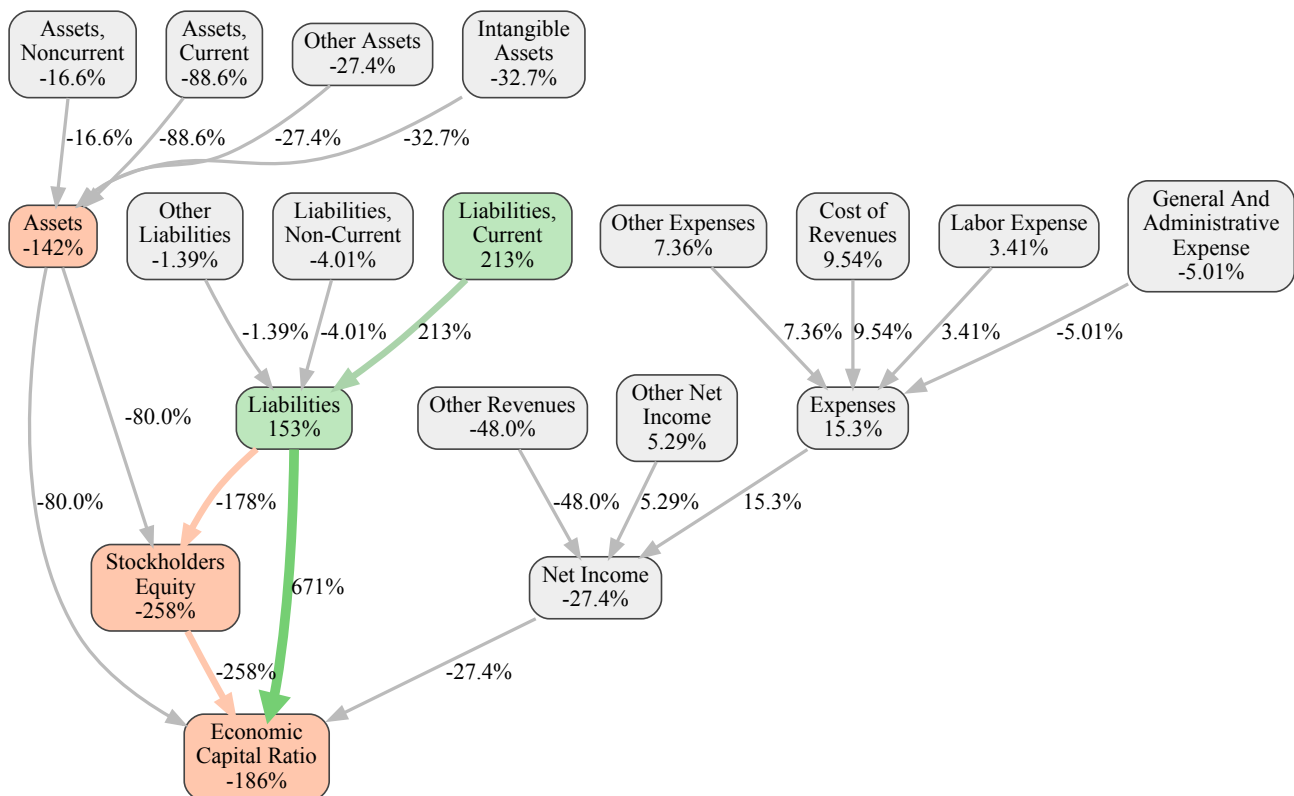 Assets,
Noncurrent
-16.6%
Assets,
Current
-88.6%
Other Assets
-27.4%
Intangible
Assets
-32.7%
-16.6%
-88.6%
-27.4%
-32.7%
Assets
-142%
Other
Liabilities
-1.39%
Liabilities,
Non-Current
-4.01%
Liabilities,
Current
213%
Other Expenses
7.36%
Cost of
Revenues
9.54%
Labor Expense
3.41%
General And
Administrative
Expense
-5.01%
-1.39%
-4.01%
213%
7.36%
9.54%
3.41%
-5.01%
-80.0%
Liabilities
153%
Other Revenues
-48.0%
Other Net
Income
5.29%
Expenses
15.3%
-80.0%
-178%
-48.0%
5.29%
15.3%
Stockholders
Equity
-258%
671%
Net Income
-27.4%
-258%
-27.4%
Economic
Capital Ratio
-186%